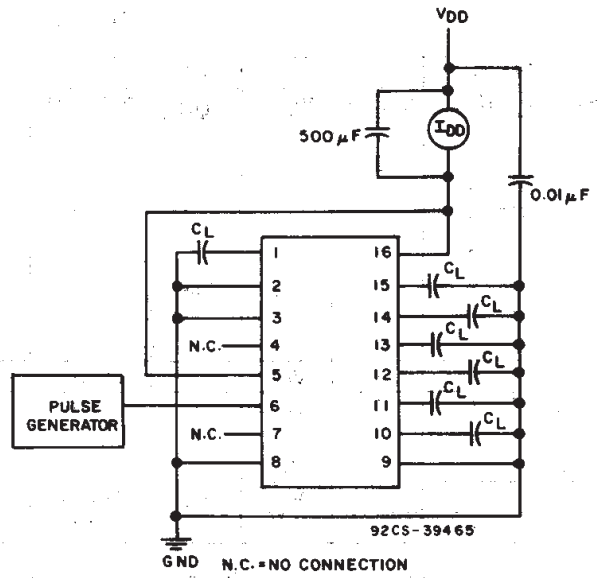 VDD
500 µF
IDD
0.01 µF
CL
1
16
2
15
CL
3
14
CL
N.C.
4
13
CL
5
12
CL
PULSE
GENERATOR
6
11
CL
N.C.
7
10
CL
8
9
92CS-39465
GND
N.C.=NO CONNECTION